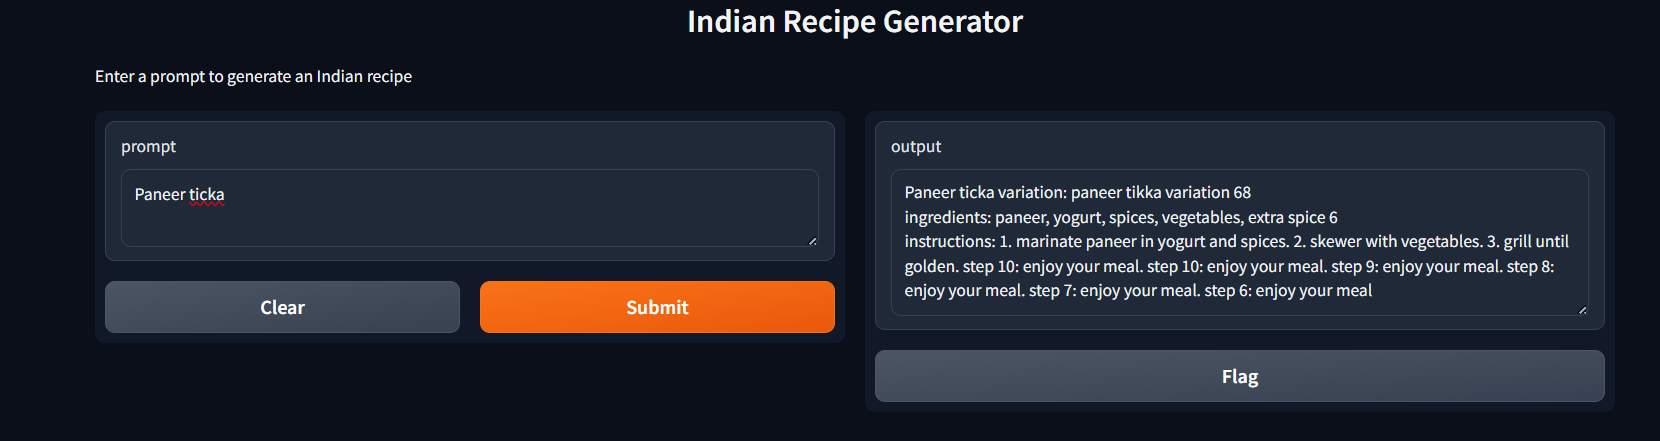 Indian Recipe Generator
Enter a prompt to generate an Indian recipe
prompt
Paneer ticka
Clear
Submit
output
Paneer ticka variation: paneer tikka variation 68
ingredients: paneer, yogurt, spices, vegetables, extra spice 6
instructions: 1. marinate paneer in yogurt and spices. 2. skewer with vegetables. 3. grill until
golden. step 10: enjoy your meal. step 10: enjoy your meal. step 9: enjoy your meal. step 8:
enjoy your meal. step 7: enjoy your meal. step 6: enjoy your meal
Flag